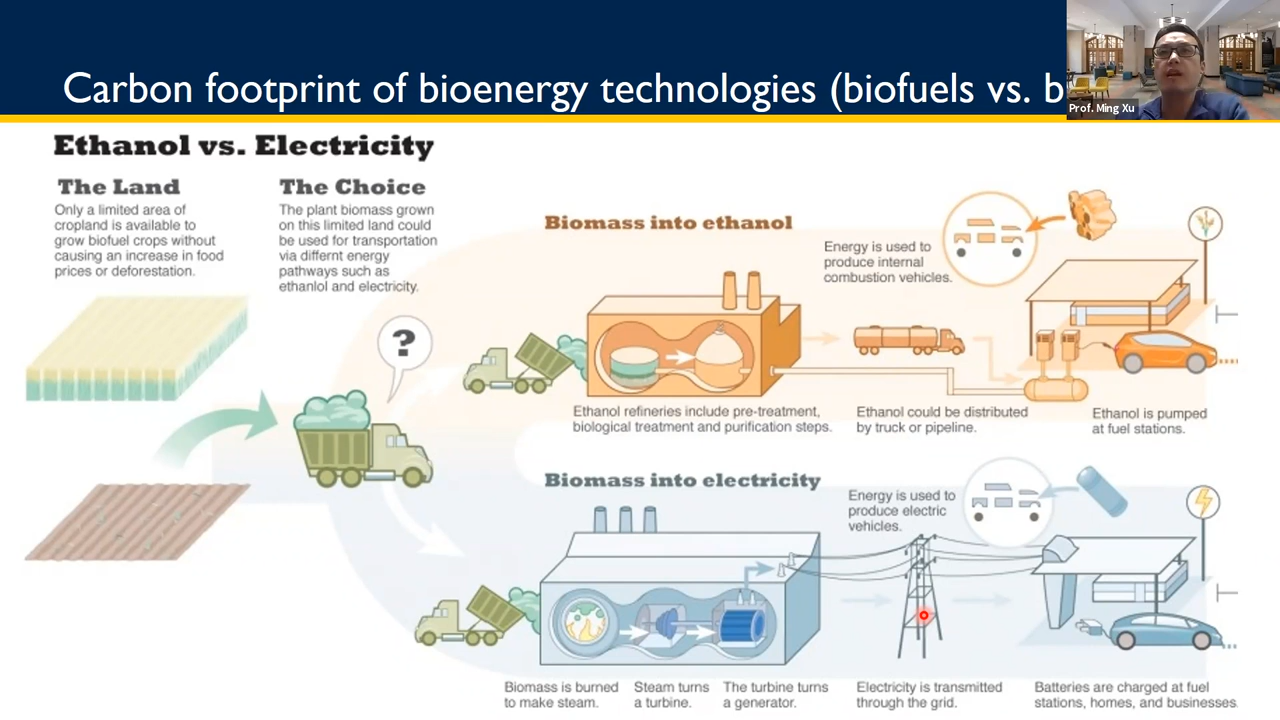 Carbon footprint of bioenergy technologies (biofuels vs. b
Prof. Ming Xu
Ethanol vs. Electricity
The Land
Only a limited area of
cropland is available to
grow biofuel crops without
causing an increase in food
prices or deforestation.
The Choice
The plant biomass grown
on this limited land could
be used for transportation
via differnt energy
pathways such as
ethanlol and electricity.
?
Biomass into ethanol
Energy is used to
produce internal
combustion vehicles.
Ethanol refineries include pre-treatment,
biological treatment and purification steps.
Ethanol could be distributed
by truck or pipeline.
Ethanol is pumped
at fuel stations.
Biomass into electricity
Energy is used to
produce electric
vehicles.
Biomass is burned
to make steam.
Steam turns
a turbine.
The turbine turns
a generator.
Electricity is transmitted
through the grid.
Batteries are charged at fuel
stations, homes, and businesses